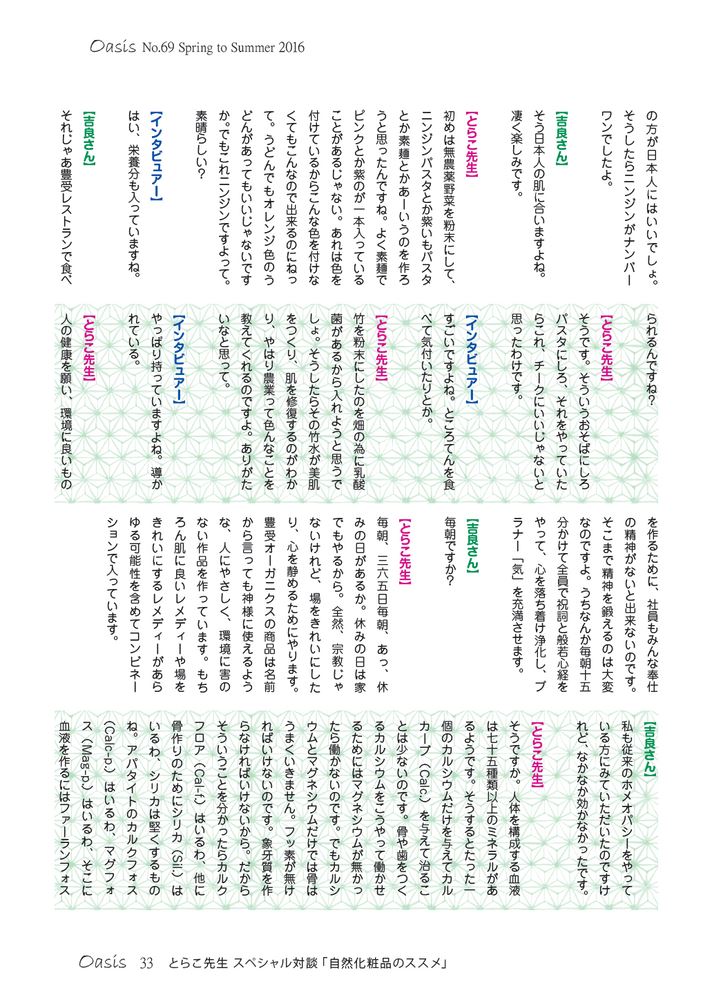 Oasis No.69 Spring to Summer 2016
の方が日本人にはいいでしょ。
そうしたらニンジンがナンバー
ワンでしたよ。
【吉良さん】
そう日本人の肌に合いますよね。
凄く楽しみです。
【とらこ先生】
初めは無農薬野菜を粉末にして、
ニンジンパスタとか紫いもパスタ
とか素麺とかあーいうのを作ろ
うと思ったんですね。よく素麺で
ピンクとか紫のが一本入っている
ことがあるじゃない。あれは色を
付けているからこんな色を付けな
くてもこんなので出来るのにねっ
て。うどんでもオレンジ色のう
どんがあってもいいじゃないです
か。でもこれニンジンですよって。
素晴らしい?
【インタビュアー】
はい、栄養分も入っていますね。
【吉良さん】
それじゃあ豊受レストランで食べ
られるんですね?
【とらこ先生】
そうです。そういうおそばにしろ
パスタにしろ、それをやっていた
らこれ、チークにいいじゃないと
思ったわけです。
【インタビュアー】
すごいですよね。ところてんを食
べて気付いたりとか。
【とらこ先生】
竹を粉末にしたのを畑の為に乳酸
菌があるから入れようと思うで
しょ。そうしたらその竹水が美肌
をつくり、肌を修復するのがわか
り、やはり農業って色んなことを
教えてくれるのですよ。ありがた
いなと思って。
【インタビュアー】
やっぱり持っていますよね。導か
れている。
【とらこ先生】
人の健康を願い、環境に良いもの
を作るために、社員もみんな奉仕
の精神がないと出来ないのです。
そこまで精神を鍛えるのは大変
なのですよ。うちなんか毎朝十五
分かけて全員で祝詞と般若心経を
やって、心を落ち着け浄化し、プ
ラナー「気」を充満させます。
【吉良さん】
毎朝ですか?
【とらこ先生】
毎朝、三六五日毎朝、あっ、休
みの日があるか。休みの日は家
でもやるから。全然、宗教じゃ
ないけれど、場をきれいにした
り、心を静めるためにやります。
豊受オーガニクスの商品は名前
から言っても神様に使えるよう
な、人にやさしく、環境に害の
ない作品を作っています。もち
ろん肌に良いレメディーや場を
きれいにするレメディーがあら
ゆる可能性を含めてコンビネー
ションで入っています。
【吉良さん】
私も従来のホメオパシーをやって
いる方にみていただいたのですけ
れど、なかなか効かなかったです。
【とらこ先生】
そうですか。人体を構成する血液
は七十五種類以上のミネラルがあ
るようです。そうするとたった一
個のカルシウムだけを与えてカル
カーブ(Calc.)を与えて治るこ
とは少ないのです。骨や歯をつく
るカルシウムをこうやって働かせ
るためにはマグネシウムが無かっ
たら働かないのです。でもカルシ
ウムとマグネシウムだけでは骨は
うまくいきません。フッ素が無け
ればいけないのです。象牙質を作
らなければいけないから。だから
そういうことを分かったらカルク
フロア(Cal-f.)はいるわ、他に
骨作りのためにシリカ(Sil.)は
いるわ、シリカは堅くするもの
ね。アパタイトのカルクフォス
(Calc-p.)はいるわ、マグフォ
ス(Mag-p.)はいるわ、そこに
血液を作るにはファーランフォス
Oasis 33 とらこ先生 スペシャル対談「自然化粧品のススメ」